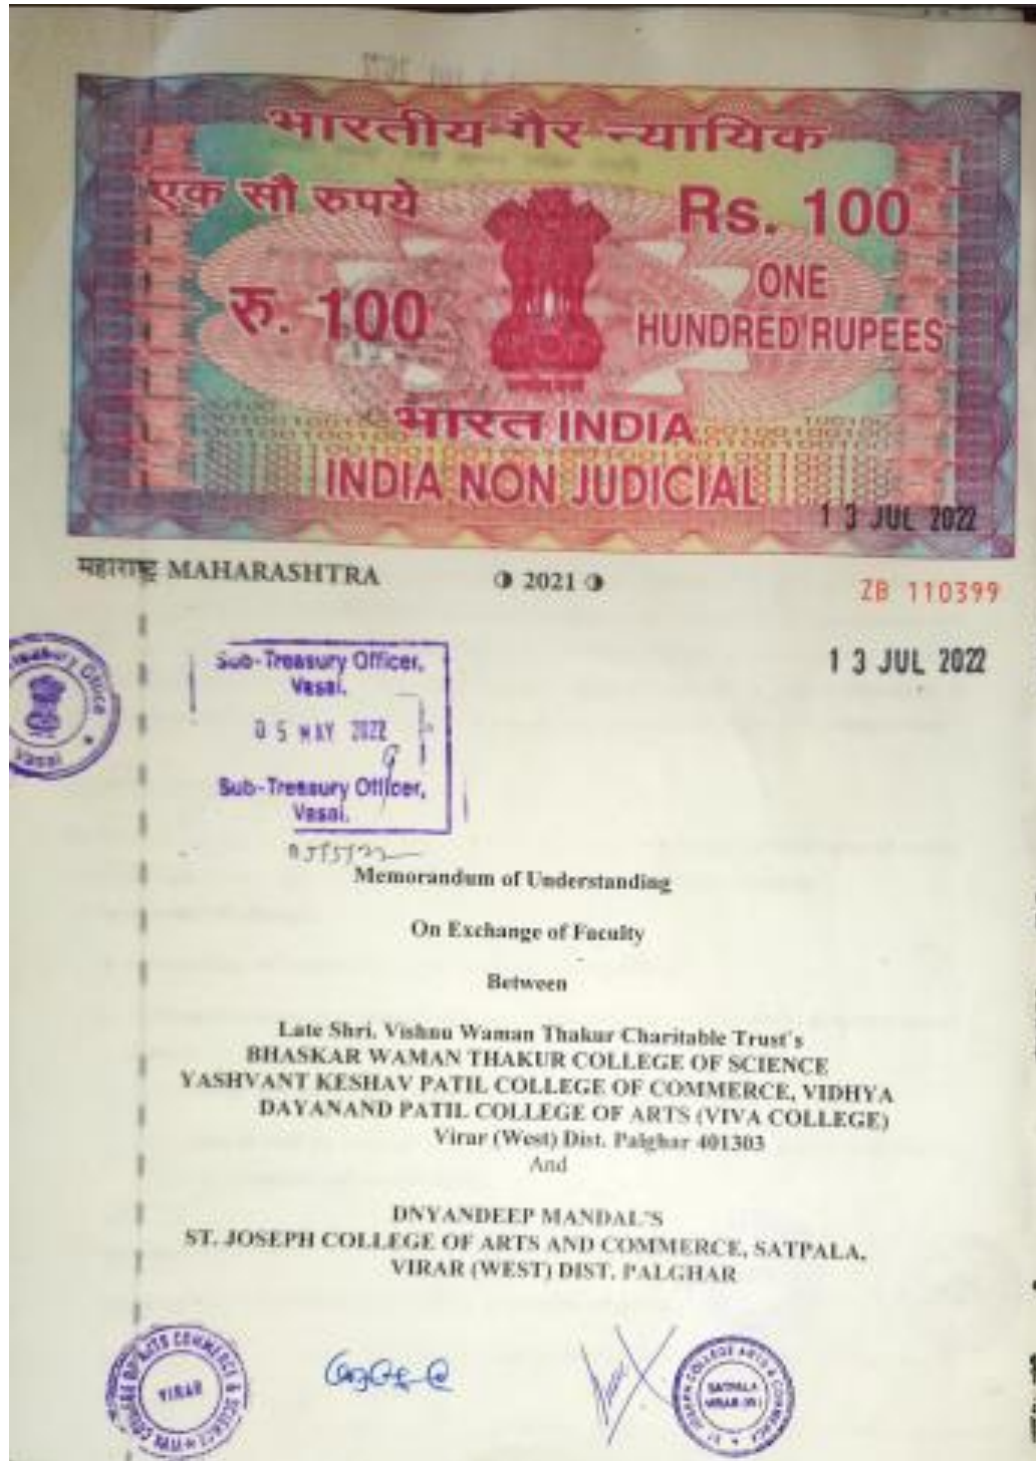 भारतीय गैर न्यायिक
एक सौ रुपये
Rs. 100
रु. 100
ONE
HUNDRED RUPEES
भारत INDIA
INDIA NON JUDICIAL
1 3 JUL 2022
महाराष्ट्र MAHARASHTRA
2021
ZB 110399
1 3 JUL 2022
Sub-Treasury Officer,
Vasai.
0 5 MAY 2022
Sub-Treasury Officer,
Vasai.
Memorandum of Understanding
On Exchange of Faculty
Between
Late Shri. Vishnu Waman Thakur Charitable Trust's
BHASKAR WAMAN THAKUR COLLEGE OF SCIENCE
YASHVANT KESHAV PATIL COLLEGE OF COMMERCE, VIDHYA
DAYANAND PATIL COLLEGE OF ARTS (VIVA COLLEGE)
Virar (West) Dist. Palghar 401303
And
DNYANDEEP MANDAL'S
ST. JOSEPH COLLEGE OF ARTS AND COMMERCE, SATPALA,
VIRAR (WEST) DIST. PALGHAR
VIRAR
SATPALA
VIRAR (W)